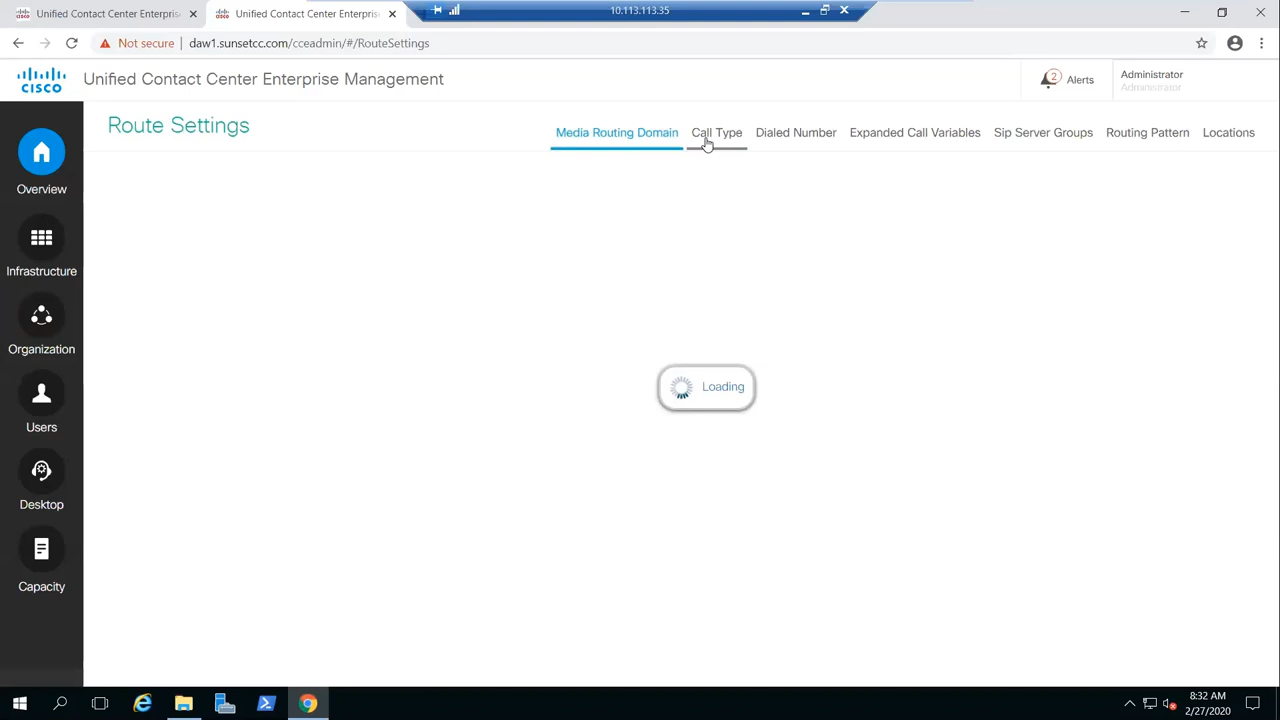 Unified Contact Center Enterpris
Unified Contact Center Enterpris
10.113.113.35
Not secure
daw1.sunsetcc.com/cceadmin/#/RouteSettings
CISCO
Unified Contact Center Enterprise Management
2
Alerts
Administrator
Administrator
Route Settings
Media Routing Domain
Call Type
Dialed Number
Expanded Call Variables
Sip Server Groups
Routing Pattern
Locations
Overview
Infrastructure
Organization
Users
Desktop
Capacity
Loading
8:32 AM
2/27/2020